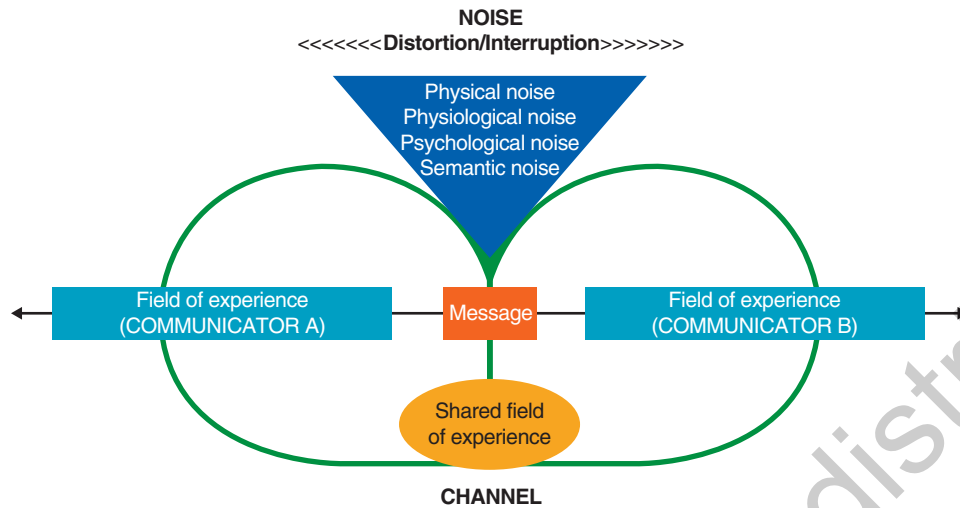 NOISE
<<<<<<<Distortion/Interruption>>>>>>>
Physical noise
Physiological noise
Psychological noise
Semantic noise
Field of experience
(COMMUNICATOR A)
Message
Field of experience
(COMMUNICATOR B)
Shared field
of experience
CHANNEL
distr